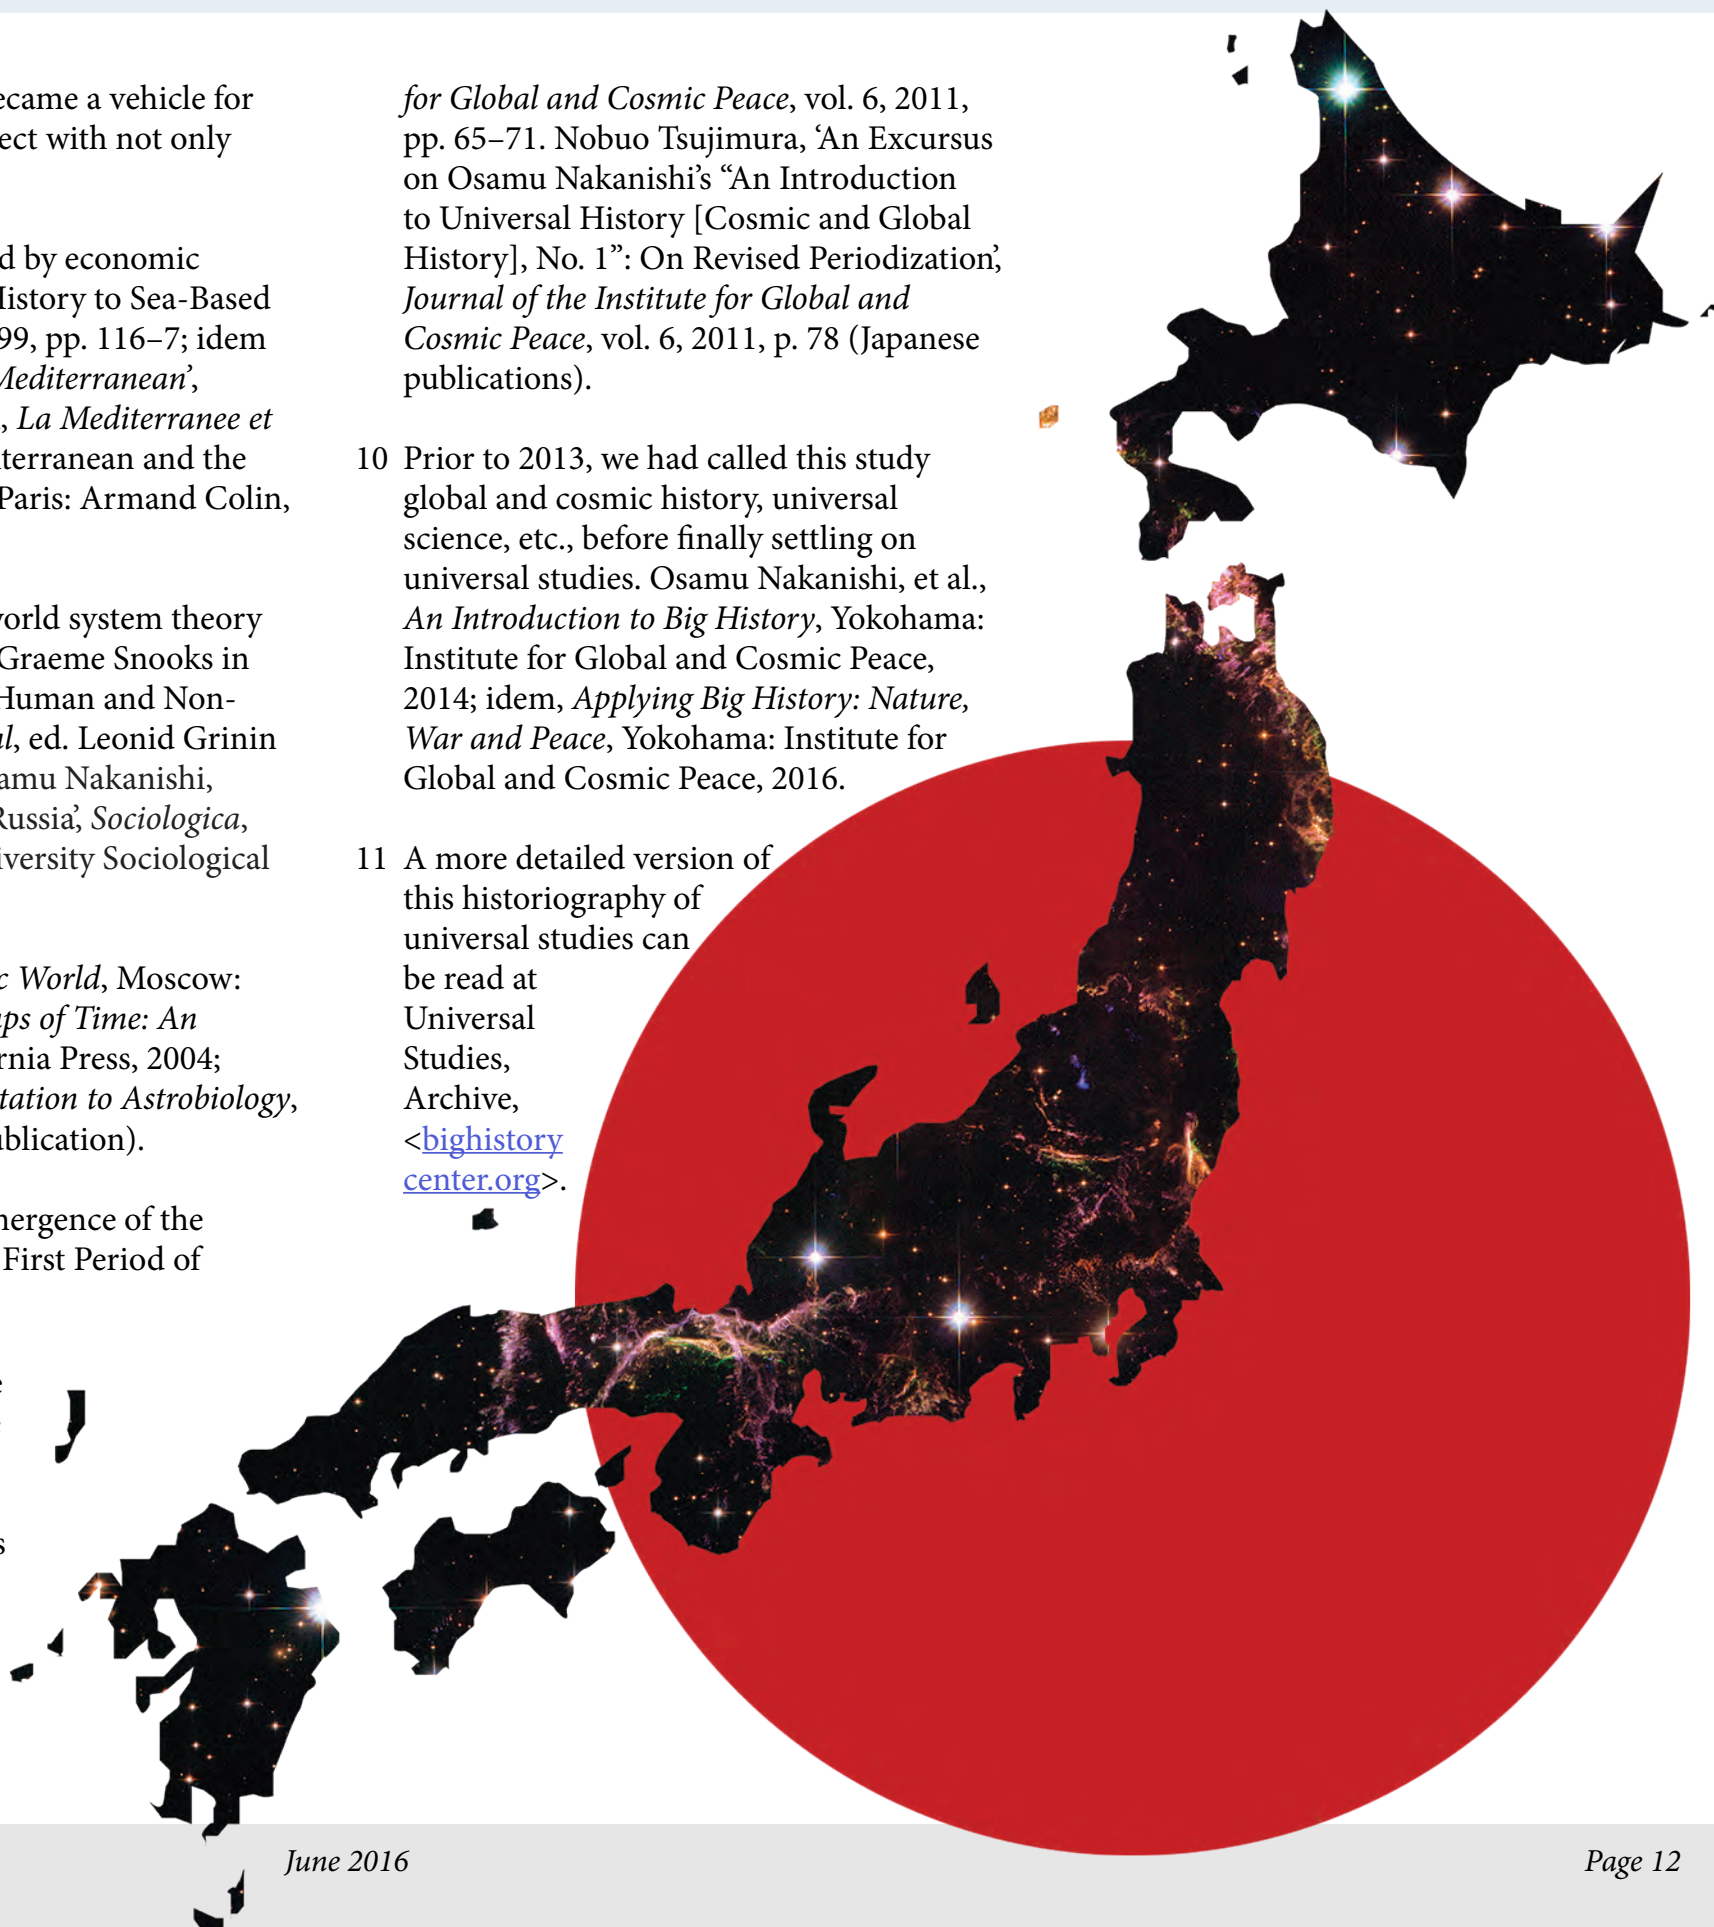 ecame a vehicle for
ect with not only
d by economic
History to Sea-Based
99, pp. 116–7; idem
Mediterranean’,
, La Mediterranee et
iterranean and the
Paris: Armand Colin,
world system theory
Graeme Snooks in
Human and Non-
al, ed. Leonid Grinin
amu Nakanishi,
Russia’, Sociologica,
iversity Sociological
c World, Moscow:
aps of Time: An
rnia Press, 2004;
tation to Astrobiology,
ublication).
mergence of the
First Period of
e
s
for Global and Cosmic Peace, vol. 6, 2011,
pp. 65–71. Nobuo Tsujimura, ‘An Excursus
on Osamu Nakanishi’s “An Introduction
to Universal History [Cosmic and Global
History], No. 1”: On Revised Periodization’,
Journal of the Institute for Global and
Cosmic Peace, vol. 6, 2011, p. 78 (Japanese
publications).
10 Prior to 2013, we had called this study
global and cosmic history, universal
science, etc., before finally settling on
universal studies. Osamu Nakanishi, et al.,
An Introduction to Big History, Yokohama:
Institute for Global and Cosmic Peace,
2014; idem, Applying Big History: Nature,
War and Peace, Yokohama: Institute for
Global and Cosmic Peace, 2016.
11 A more detailed version of
this historiography of
universal studies can
be read at
Universal
Studies,
Archive,
<bighistory
center.org>.
June 2016
Page 12